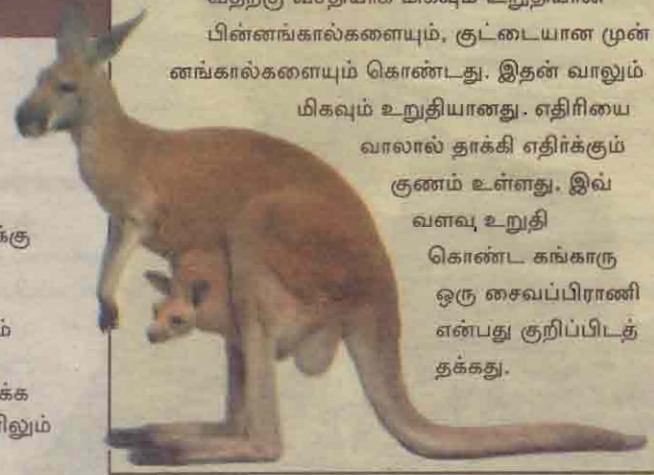 பின்னங்கால்களையும், குட்டையான முன்
னங்கால்களையும் கொண்டது. இதன் வாலும்
மிகவும் உறுதியானது. எதிரியை
வாலால் தாக்கி எதிர்க்கும்
குணம் உள்ளது. இவ்
வளவு உறுதி
கொண்ட கங்காரு
ஒரு சைவப்பிராணி
என்பது குறிப்பிடத்
தக்கது.